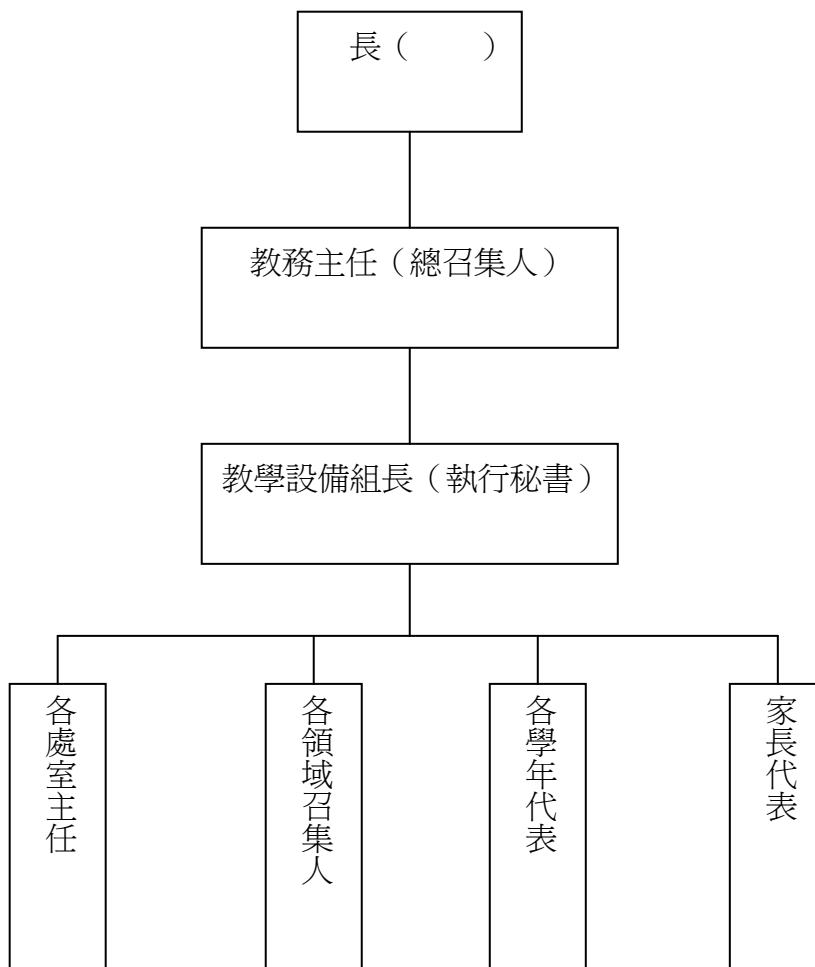 長（　　）
教務主任（總召集人）
教學設備組長（執行秘書）
各處室主任
各領域召集人
各學年代表
家長代表